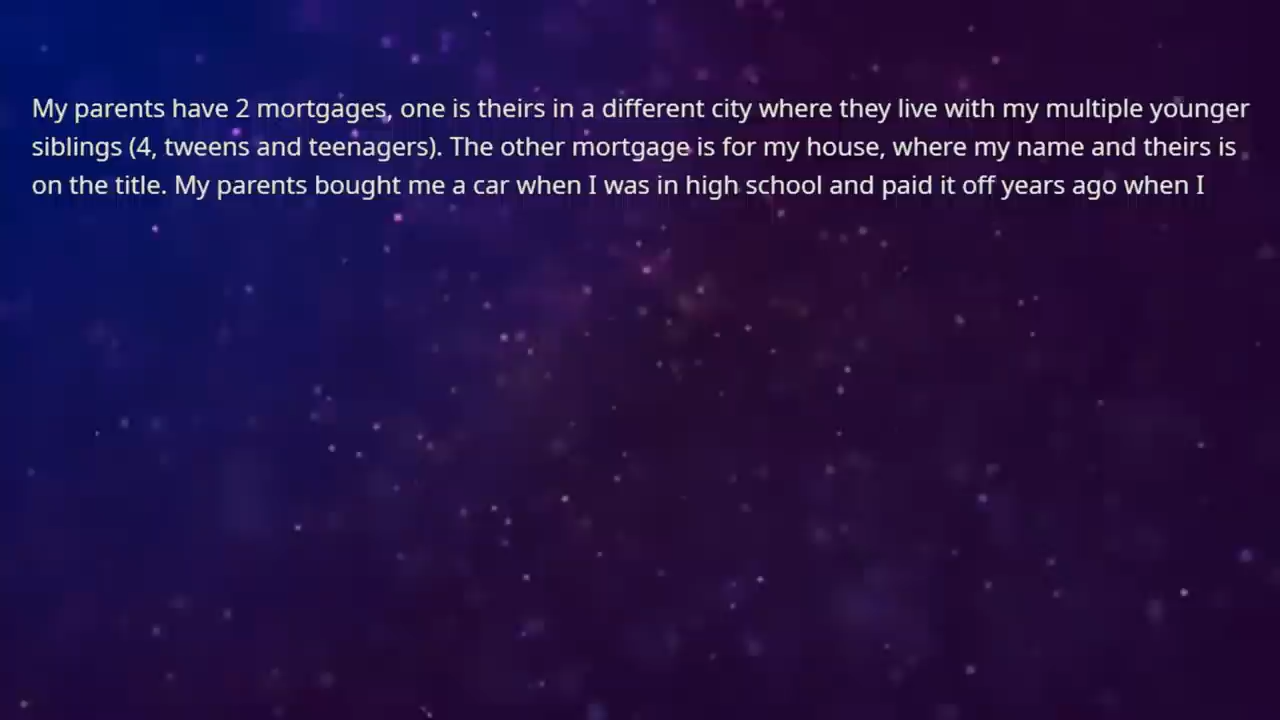 My parents have 2 mortgages, one is theirs in a different city where they live with my multiple younger
siblings (4, tweens and teenagers). The other mortgage is for my house, where my name and theirs is
on the title. My parents bought me a car when I was in high school and paid it off years ago when I